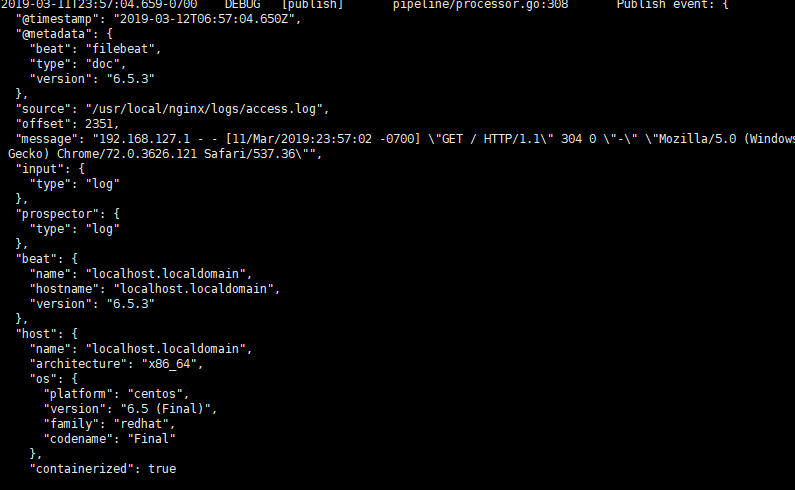 2019-03-11T23:57:04.659-0700 DEBUG [publish] pipeline/processor.go:308 Publish event: {
"@timestamp": "2019-03-12T06:57:04.650Z",
"@metadata": {
"beat": "filebeat",
"type": "doc",
"version": "6.5.3"
},
"source": "/usr/local/nginx/logs/access.log",
"offset": 2351,
"message": "192.168.127.1 - - [11/Mar/2019:23:57:02 -0700] \"GET / HTTP/1.1\" 304 0 \"-\" \"Mozilla/5.0 (Windows
Gecko) Chrome/72.0.3626.121 Safari/537.36\"",
"input": {
"type": "log"
},
"prospector": {
"type": "log"
},
"beat": {
"name": "localhost.localdomain",
"hostname": "localhost.localdomain",
"version": "6.5.3"
},
"host": {
"name": "localhost.localdomain",
"architecture": "x86_64",
"os": {
"platform": "centos",
"version": "6.5 (Final)",
"family": "redhat",
"codename": "Final"
},
"containerized": true